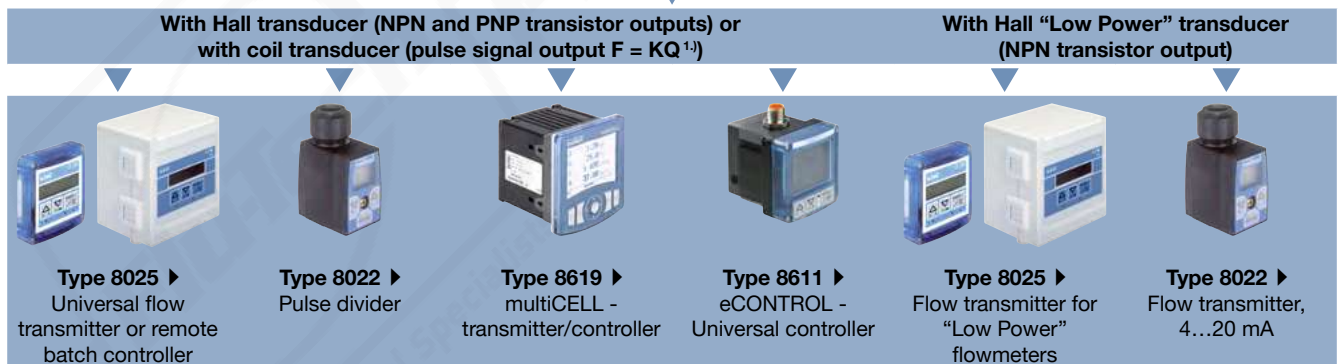 With Hall transducer (NPN and PNP transistor outputs) or
with coil transducer (pulse signal output F = KQ 1.))
With Hall “Low Power” transducer
(NPN transistor output)
Type 8025
Universal flow
transmitter or remote
batch controller
Type 8022
Pulse divider
Type 8619
multiCELL -
transmitter/controller
Type 8611
eCONTROL -
Universal controller
Type 8025
Flow transmitter for
“Low Power”
flowmeters
Type 8022
Flow transmitter,
4…20 mA